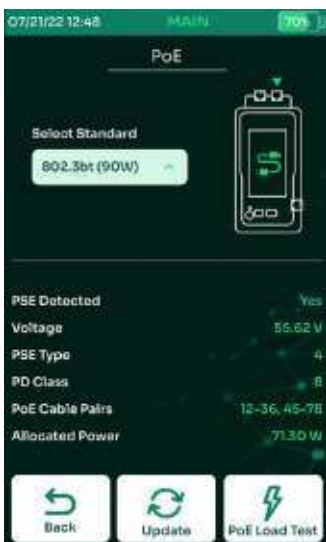 07/21/22 12:48 MAIN 70%
PoE
Select Standard
802.3bt (90W)
PSE Detected Yes
Voltage 55.62 V
PSE Type 4
PD Class 8
PoE Cable Pairs 12-36, 45-78
Allocated Power 71.30 W
Back Update PoE Load Test